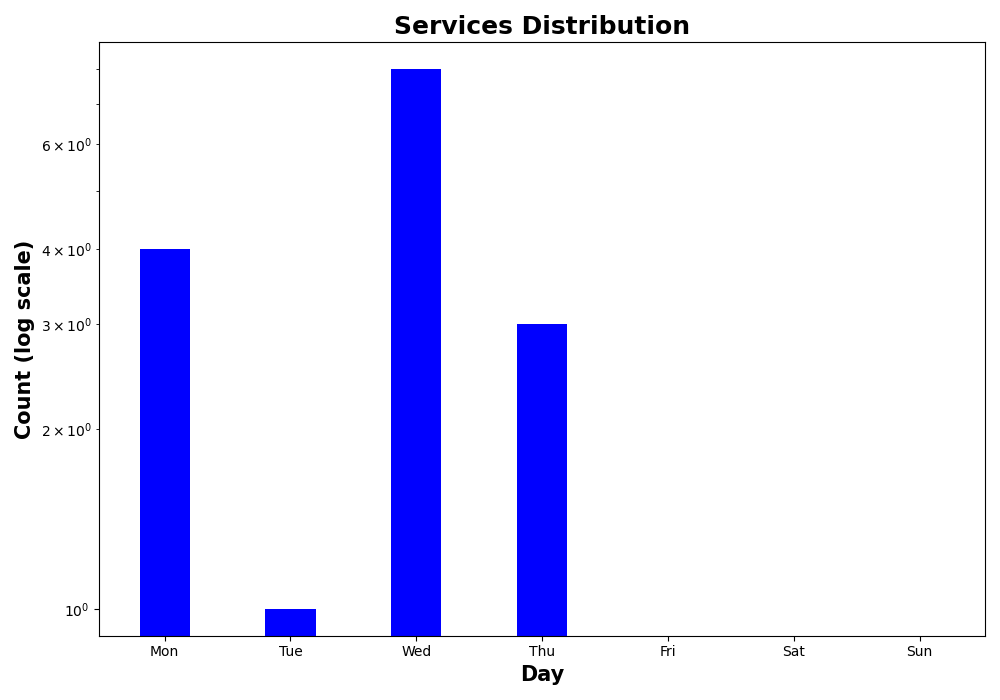 Services Distribution
Count (log scale)
6 × 10⁰
4 × 10⁰
3 × 10⁰
2 × 10⁰
10⁰
Mon Tue Wed Thu Fri Sat Sun
Day